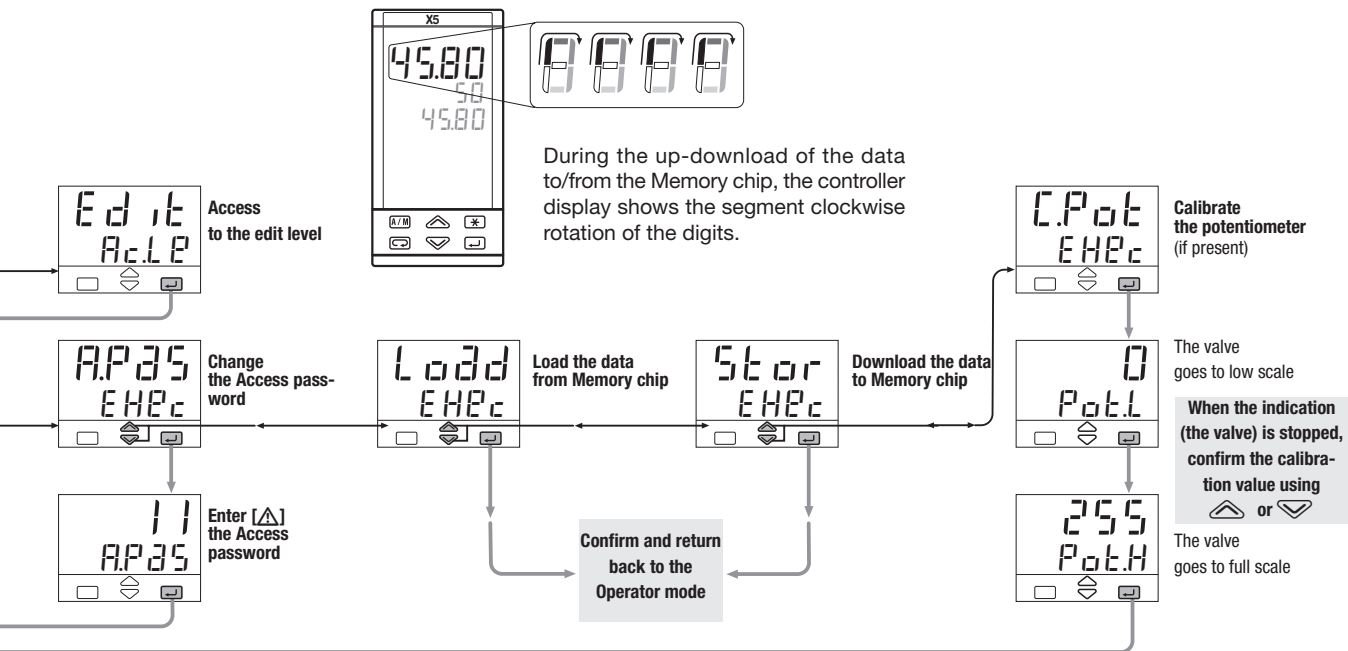 X5
45.80
50
45.80
A/M
During the up-download of the data
to/from the Memory chip, the controller
display shows the segment clockwise
rotation of the digits.
Edit
Ac.LE
Access
to the edit level
C.Pot
EHEc
Calibrate
the potentiometer
(if present)
A.PaS
EHEc
Change
the Access pass-
word
Load
EHEc
Load the data
from Memory chip
Stor
EHEc
Download the data
to Memory chip
0
Pot.L
The valve
goes to low scale
When the indication
(the valve) is stopped,
confirm the calibra-
tion value using
or
11
A.PaS
Enter [⚠]
the Access
password
Confirm and return
back to the
Operator mode
255
Pot.H
The valve
goes to full scale